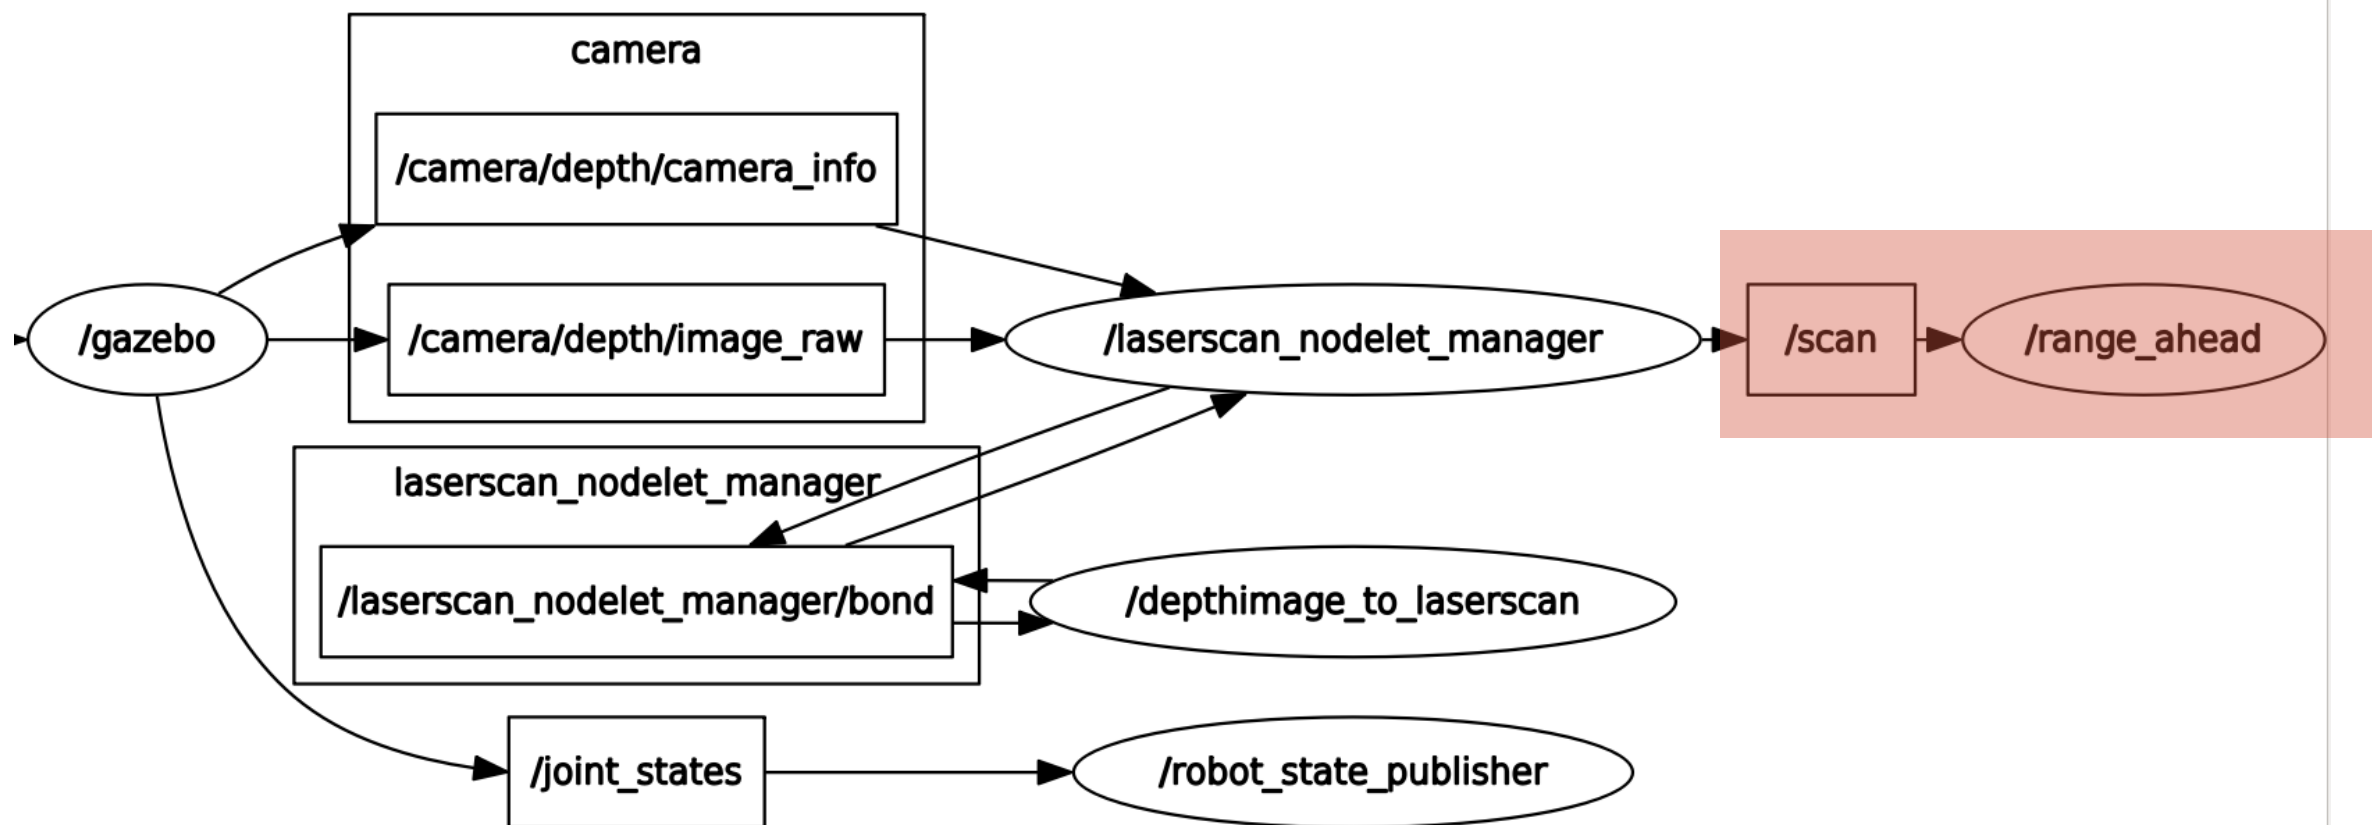 camera
/camera/depth/camera_info
/gazebo
/camera/depth/image_raw
/laserscan_nodelet_manager
/scan
/range_ahead
laserscan_nodelet_manager
/laserscan_nodelet_manager/bond
/depthimage_to_laserscan
/joint_states
/robot_state_publisher